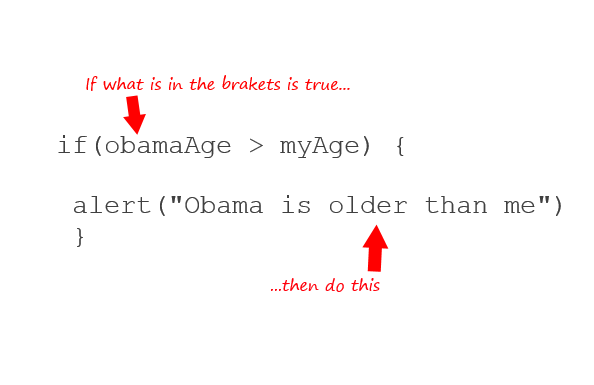 If what is in the brakets is true...
if(obamaAge > myAge) {
alert("Obama is older than me")
}
...then do this